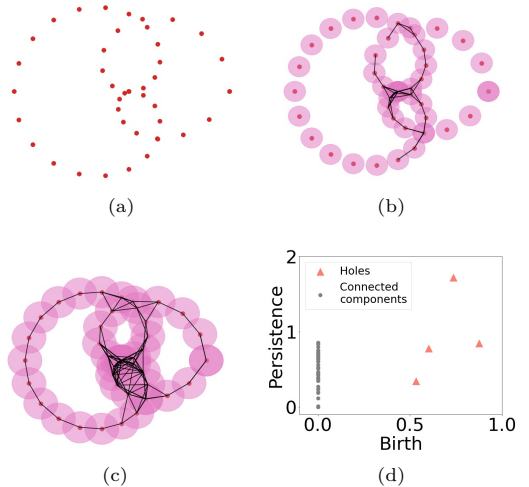 (a)
(b)
(c)
2
1
0
Persistence
Holes
Connected
components
0.0
0.5
1.0
Birth
(d)